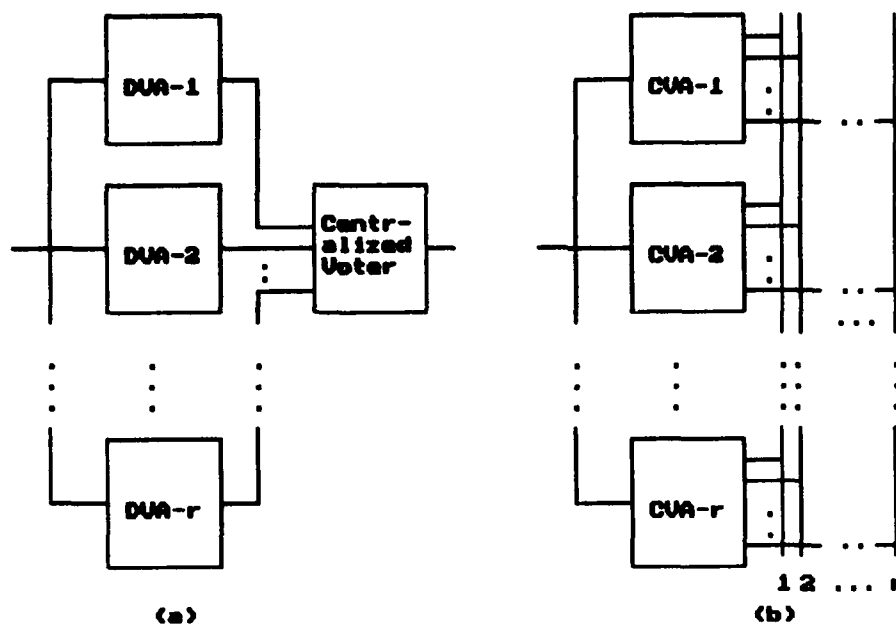 DVA-1
DVA-2
Centr-
alized
Voter
DVA-r
(a)
CVA-1
CVA-2
CVA-r
1 2 ...
(b)